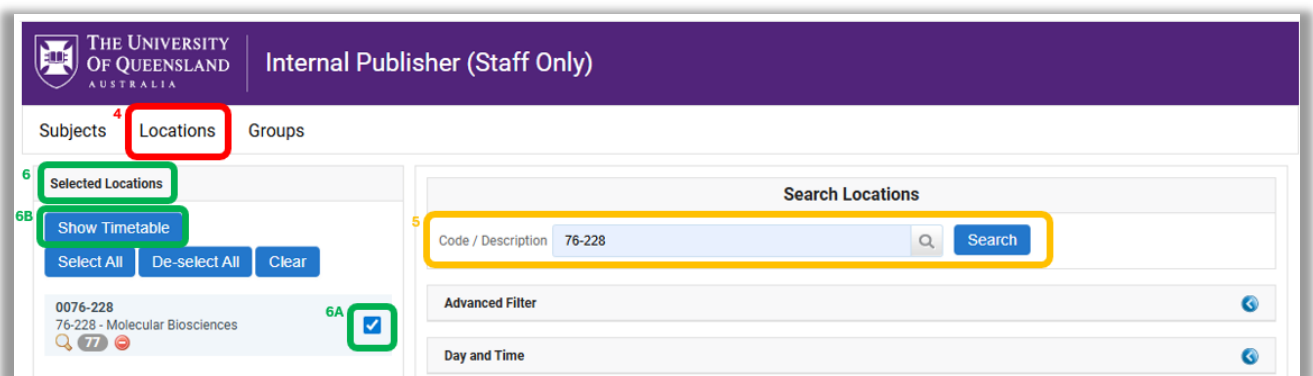 THE UNIVERSITY
OF QUEENSLAND
AUSTRALIA
Internal Publisher (Staff Only)
4
Subjects Locations Groups
6
Selected Locations
6B
Show Timetable
Select All De-select All Clear
0076-228
76-228 - Molecular Biosciences
77
6A
Search Locations
5
Code / Description 76-228 Search
Advanced Filter
Day and Time